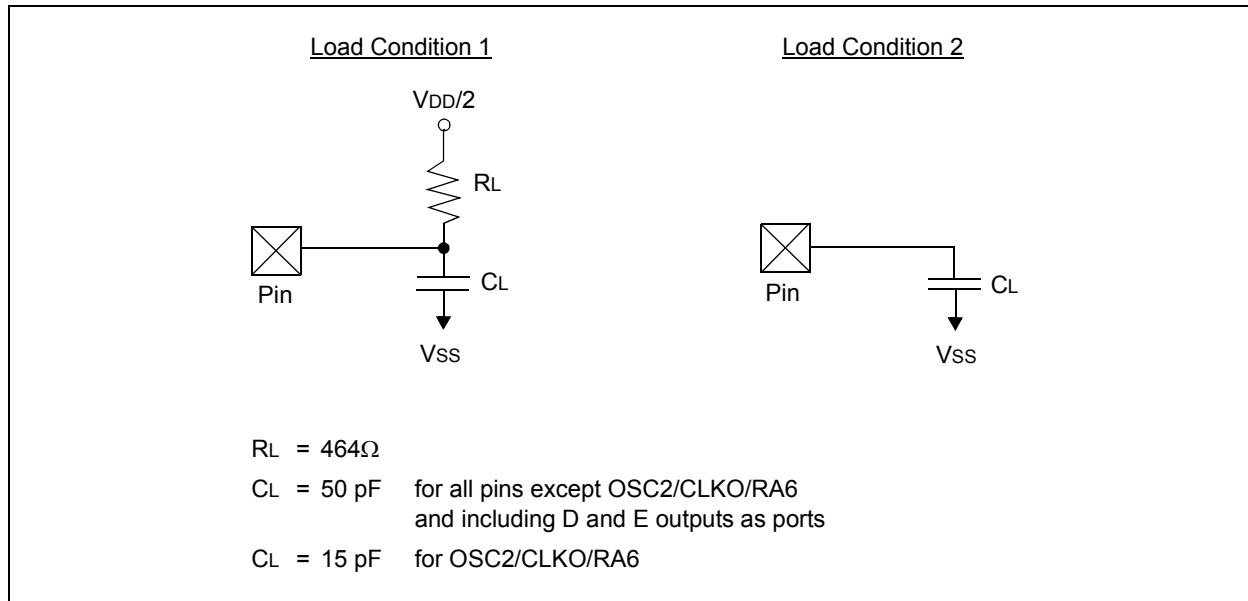 Load Condition 1
Load Condition 2
VDD/2
RL
CL
Pin
VSS
Pin
CL
VSS
RL = 464Ω
CL = 50 pF for all pins except OSC2/CLKO/RA6
and including D and E outputs as ports
CL = 15 pF for OSC2/CLKO/RA6